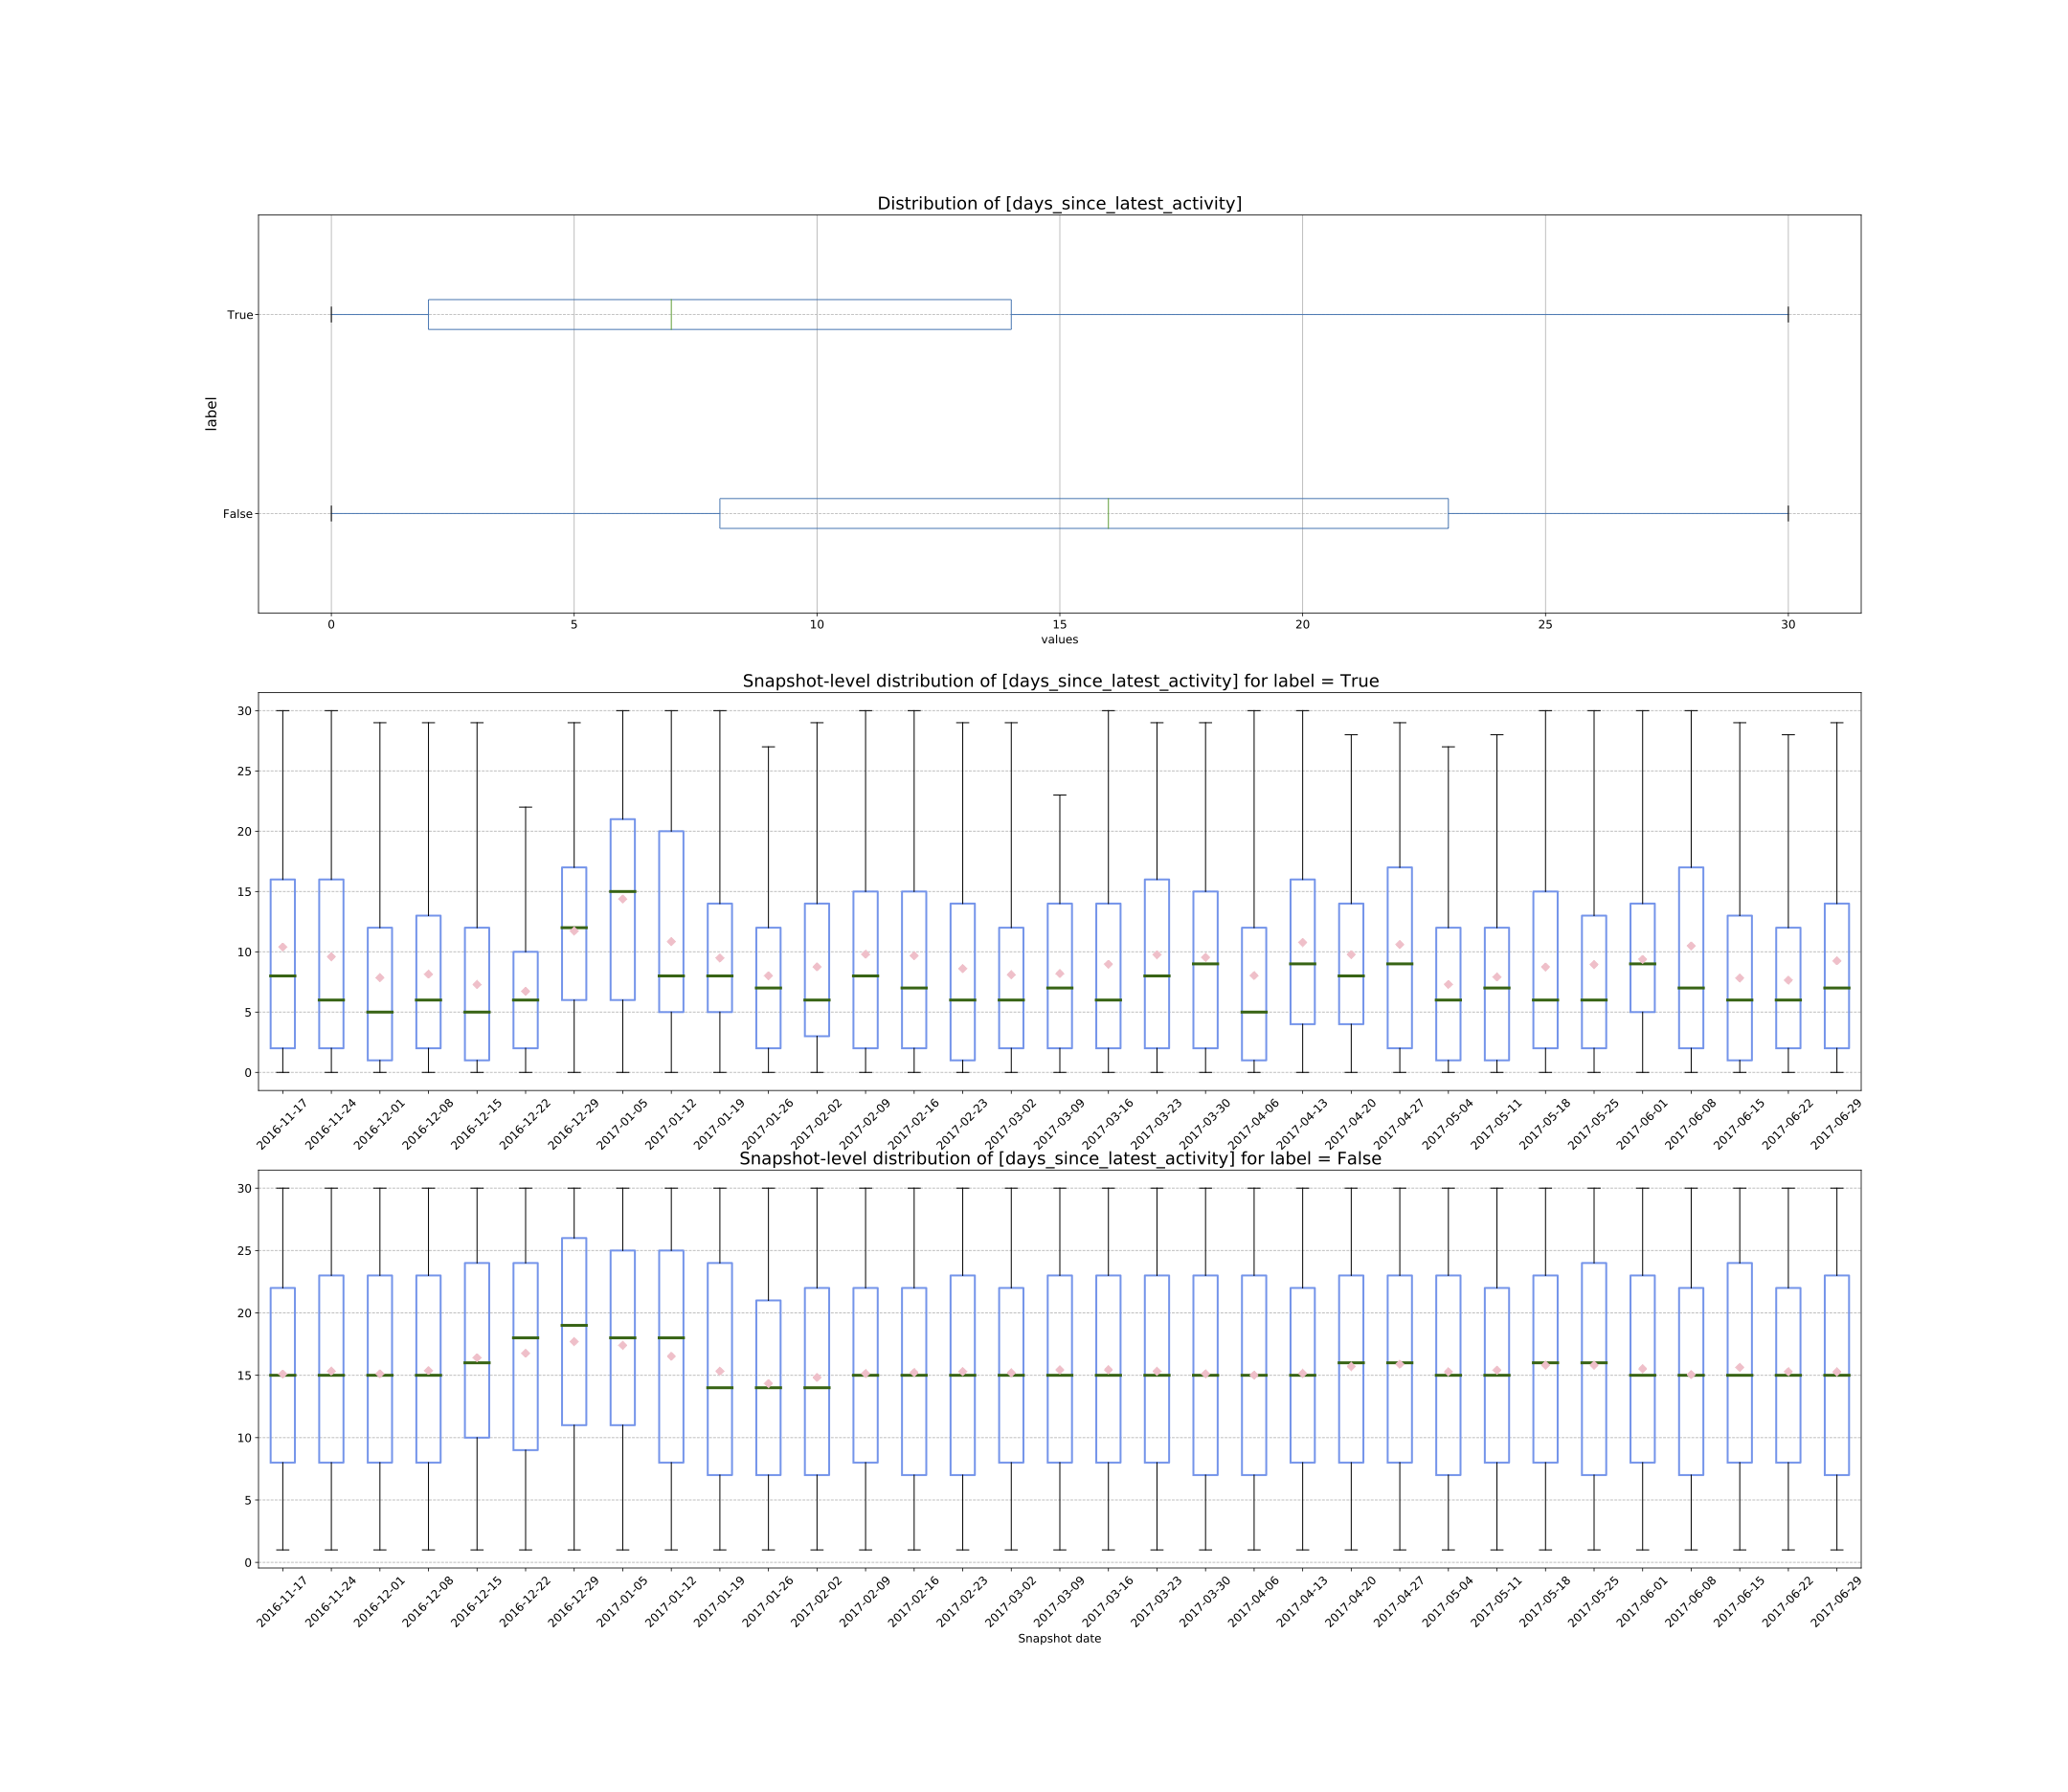 Distribution of [days_since_latest_activity]
True
label
False
0 5 10 15 20 25 30
values
Snapshot-level distribution of [days_since_latest_activity] for label = True
30
25
20
15
10
5
0
2016-11-17 2016-11-24 2016-12-01 2016-12-08 2016-12-15 2016-12-22 2016-12-29 2017-01-05 2017-01-12 2017-01-19 2017-01-26 2017-02-02 2017-02-09 2017-02-16 2017-02-23 2017-03-02 2017-03-09 2017-03-16 2017-03-23 2017-03-30 2017-04-06 2017-04-13 2017-04-20 2017-04-27 2017-05-04 2017-05-11 2017-05-18 2017-05-25 2017-06-01 2017-06-08 2017-06-15 2017-06-22 2017-06-29
Snapshot-level distribution of [days_since_latest_activity] for label = False
30
25
20
15
10
5
0
2016-11-17 2016-11-24 2016-12-01 2016-12-08 2016-12-15 2016-12-22 2016-12-29 2017-01-05 2017-01-12 2017-01-19 2017-01-26 2017-02-02 2017-02-09 2017-02-16 2017-02-23 2017-03-02 2017-03-09 2017-03-16 2017-03-23 2017-03-30 2017-04-06 2017-04-13 2017-04-20 2017-04-27 2017-05-04 2017-05-11 2017-05-18 2017-05-25 2017-06-01 2017-06-08 2017-06-15 2017-06-22 2017-06-29
Snapshot date